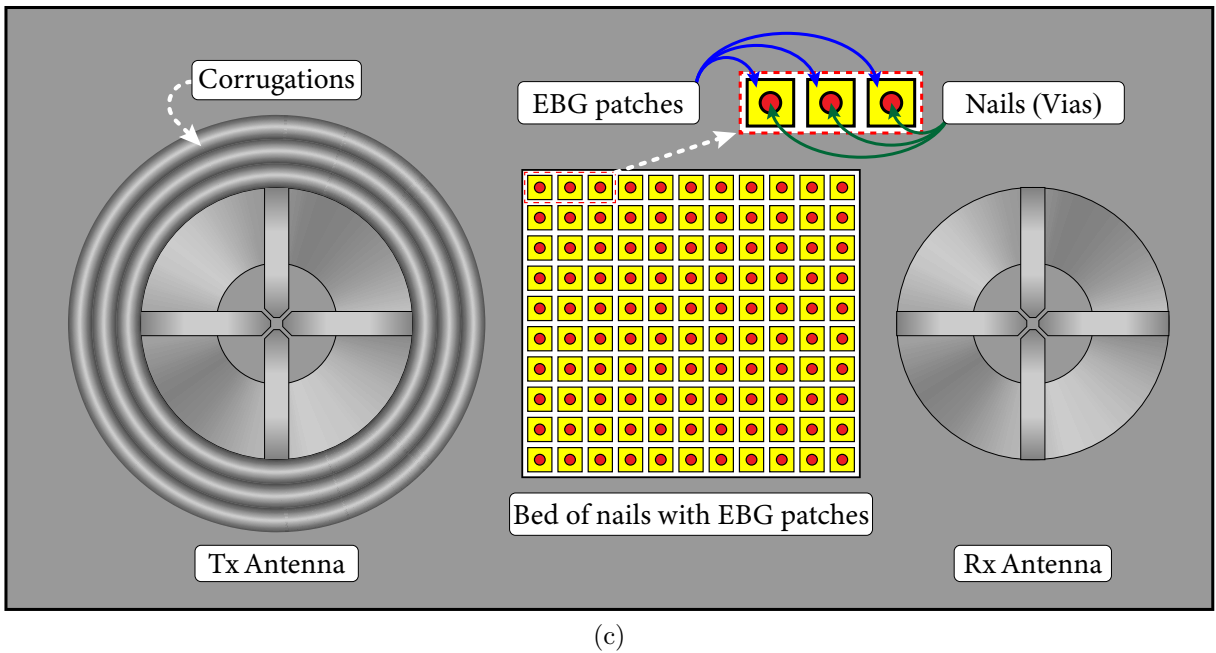 Corrugations
EBG patches
Nails (Vias)
Bed of nails with EBG patches
Tx Antenna
Rx Antenna
(c)